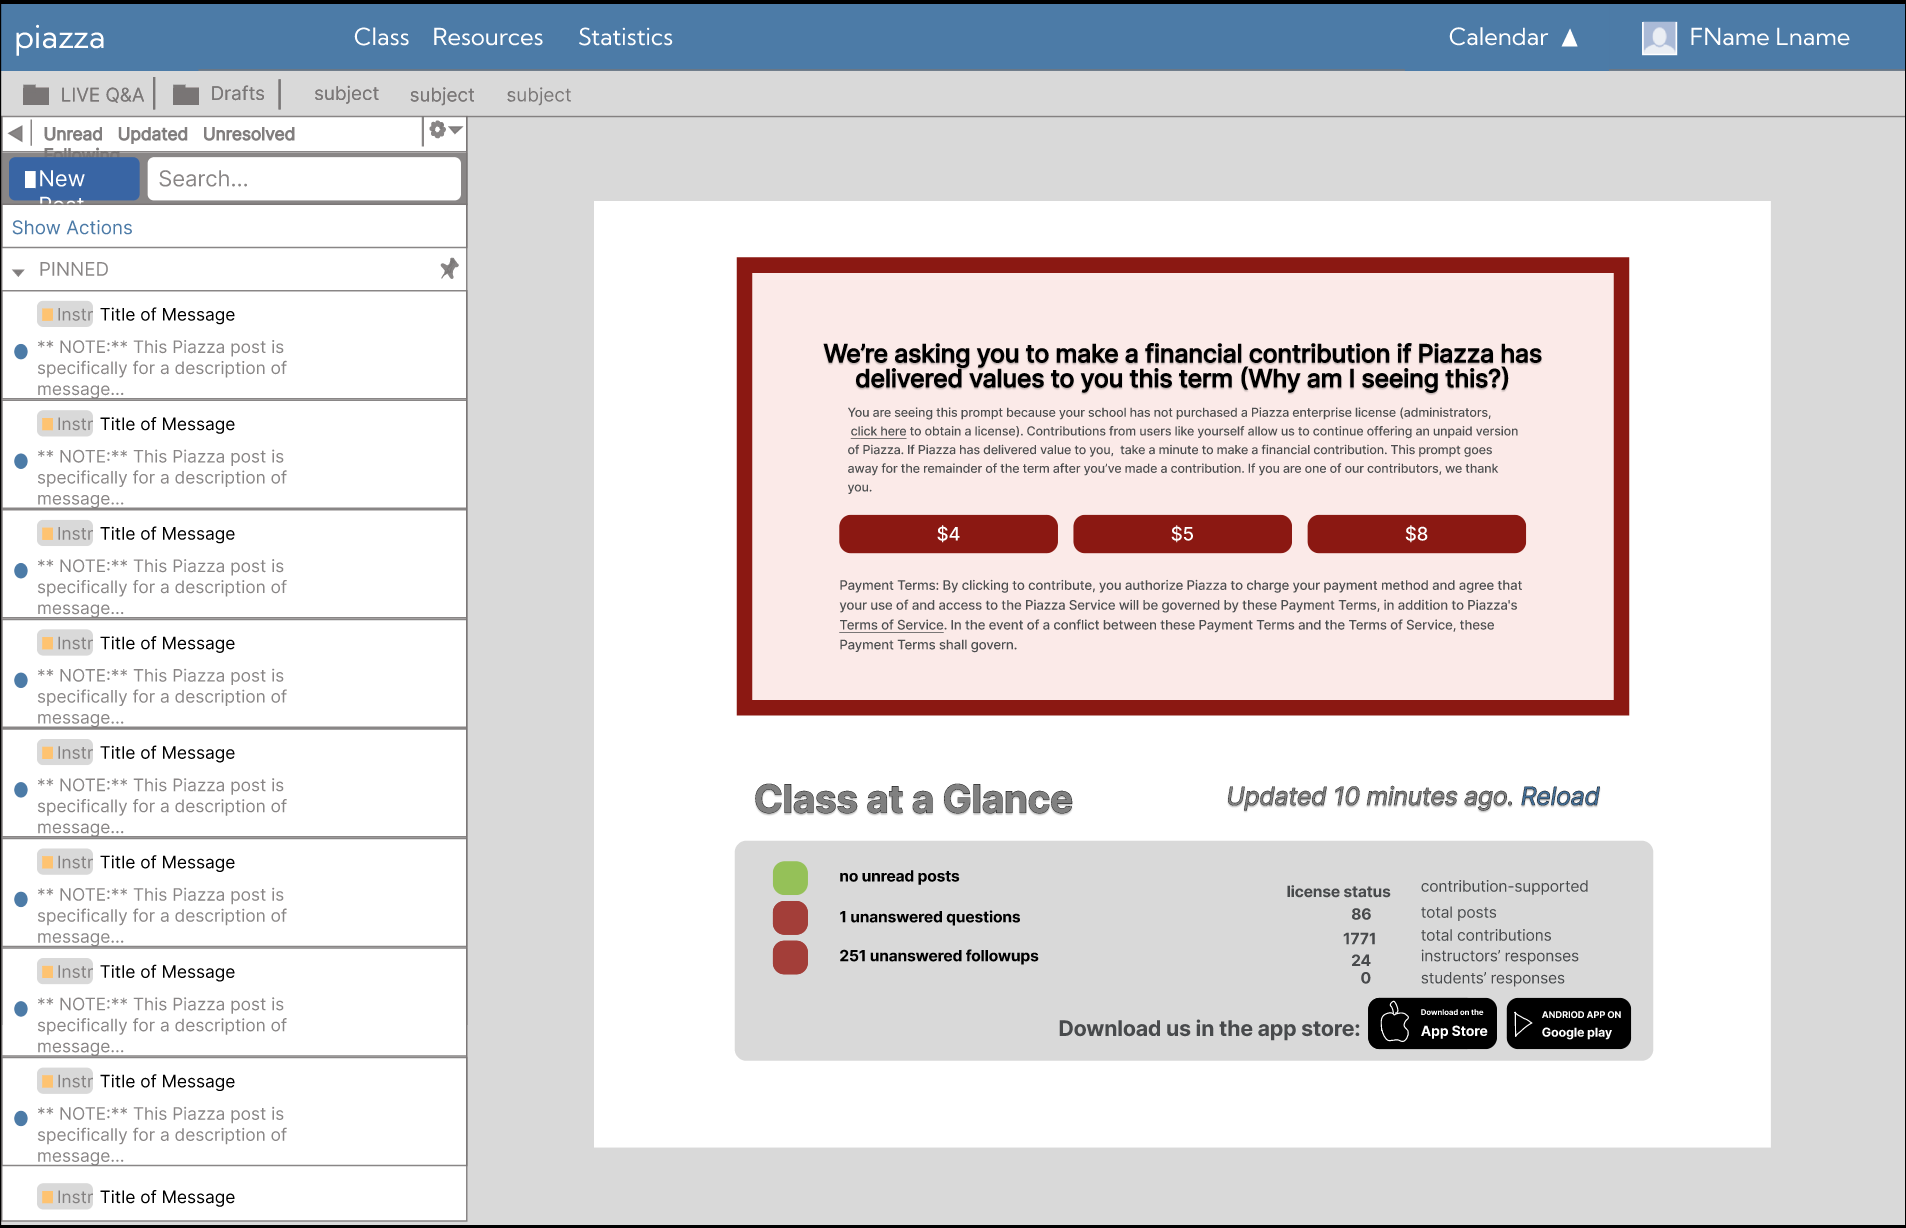 piazza
Class Resources Statistics
Calendar
FName Lname
LIVE Q&A
Drafts
subject
subject
subject
Unread Updated Unresolved
Following
New
Post
Search...
Show Actions
PINNED
Instr Title of Message
** NOTE:** This Piazza post is
specifically for a description of
message...
Instr Title of Message
** NOTE:** This Piazza post is
specifically for a description of
message...
Instr Title of Message
** NOTE:** This Piazza post is
specifically for a description of
message...
Instr Title of Message
** NOTE:** This Piazza post is
specifically for a description of
message...
Instr Title of Message
** NOTE:** This Piazza post is
specifically for a description of
message...
Instr Title of Message
** NOTE:** This Piazza post is
specifically for a description of
message...
Instr Title of Message
** NOTE:** This Piazza post is
specifically for a description of
message...
Instr Title of Message
** NOTE:** This Piazza post is
specifically for a description of
message...
Instr Title of Message
We're asking you to make a financial contribution if Piazza has
delivered values to you this term (Why am I seeing this?)
You are seeing this prompt because your school has not purchased a Piazza enterprise license (administrators,
click here to obtain a license). Contributions from users like yourself allow us to continue offering an unpaid version
of Piazza. If Piazza has delivered value to you, take a minute to make a financial contribution. This prompt goes
away for the remainder of the term after you've made a contribution. If you are one of our contributors, we thank
you.
$4
$5
$8
Payment Terms: By clicking to contribute, you authorize Piazza to charge your payment method and agree that
your use of and access to the Piazza Service will be governed by these Payment Terms, in addition to Piazza's
Terms of Service. In the event of a conflict between these Payment Terms and the Terms of Service, these
Payment Terms shall govern.
Class at a Glance
Updated 10 minutes ago. Reload
no unread posts
1 unanswered questions
251 unanswered followups
license status contribution-supported
86 total posts
1771 total contributions
24 instructors' responses
0 students' responses
Download us in the app store:
Download on the
App Store
ANDRIOD APP ON
Google play